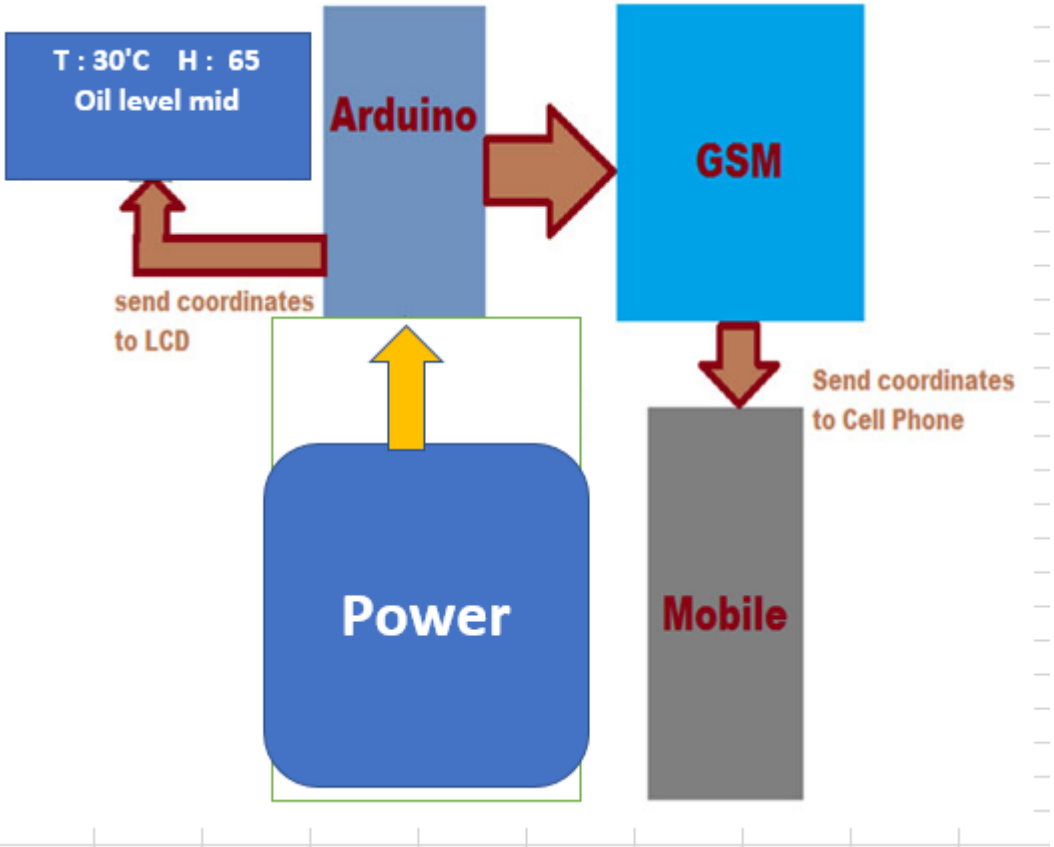 T : 30'C H : 65
Oil level mid
Arduino
GSM
send coordinates
to LCD
Send coordinates
to Cell Phone
Power
Mobile